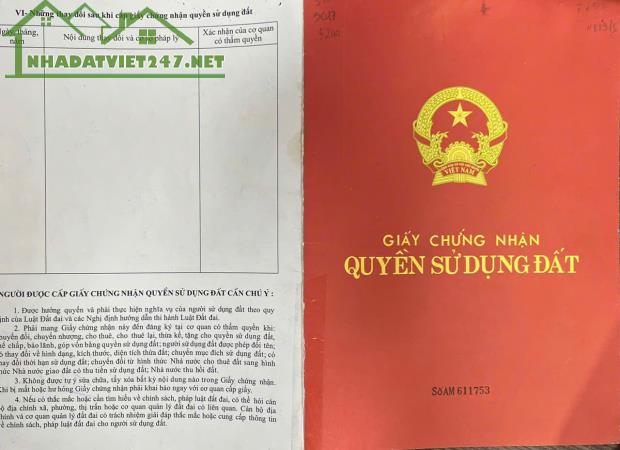 VI- Những thay đổi sau khi cấp giấy chứng nhận quyền sử dụng đất
Ngày, tháng, năm
Nội dung thay đổi và cơ sở pháp lý
Xác nhận của cơ quan có thẩm quyền
NHADATVIET247.NET
NGƯỜI ĐƯỢC CẤP GIẤY CHỨNG NHẬN QUYỀN SỬ DỤNG ĐẤT CẦN CHÚ Ý :
1. Được hưởng quyền và phải thực hiện nghĩa vụ của người sử dụng đất theo quy
định của Luật Đất đai và các Nghị định hướng dẫn thi hành Luật Đất đai.
2. Phải mang Giấy chứng nhận này đến đăng ký tại cơ quan có thẩm quyền khi:
chuyển đổi, chuyển nhượng, cho thuê, cho thuê lại, thừa kế, tặng cho quyền sử dụng đất,
thế chấp, bảo lãnh, góp vốn bằng quyền sử dụng đất; người sử dụng đất được phép đổi tên;
có thay đổi về hình dạng, kích thước, diện tích thửa đất; chuyển mục đích sử dụng đất; có
thay đổi thời hạn sử dụng đất; chuyển đổi từ hình thức Nhà nước cho thuê đất sang hình
thức Nhà nước giao đất có thu tiền sử dụng đất; Nhà nước thu hồi đất.
3. Không được tự ý sửa chữa, tẩy xóa bất kỳ nội dung nào trong Giấy chứng nhận.
Khi bị mất hoặc hư hỏng Giấy chứng nhận phải khai báo ngay với cơ quan cấp giấy.
4. Nếu có thắc mắc hoặc cần tìm hiểu về chính sách, pháp luật đất đai, có thể hỏi cán
bộ địa chính xã, phường, thị trấn hoặc cơ quan quản lý đất đai có liên quan. Cán bộ địa
chính và cơ quan quản lý đất đai có trách nhiệm giải đáp thắc mắc hoặc cung cấp thông tin
về chính sách, pháp luật đất đai cho người sử dụng đất.
VIỆT NAM
GIẤY CHỨNG NHẬN
QUYỀN SỬ DỤNG ĐẤT
Số AM 611753